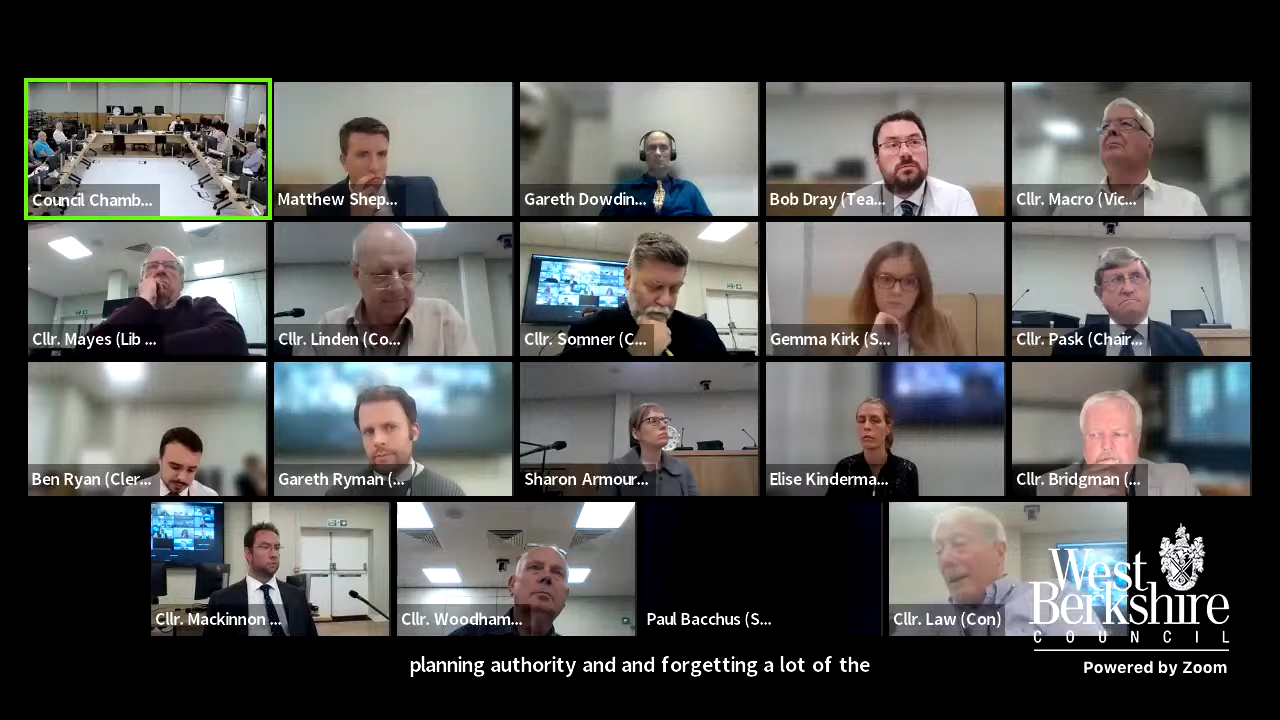 Council Chamb...
Matthew Shep...
Gareth Dowdin...
Bob Dray (Tea...
Cllr. Macro (Vic...
Cllr. Mayes (Lib ...
Cllr. Linden (Co...
Cllr. Somner (C...
Gemma Kirk (S...
Cllr. Pask (Chair...
Ben Ryan (Cler...
Gareth Ryman (...
Sharon Armour...
Elise Kinderma...
Cllr. Bridgman (...
Cllr. Mackinnon ...
Cllr. Woodham...
Paul Bacchus (S...
Cllr. Law (Con)
West
Berkshire
COUNCIL
Powered by Zoom
planning authority and and forgetting a lot of the